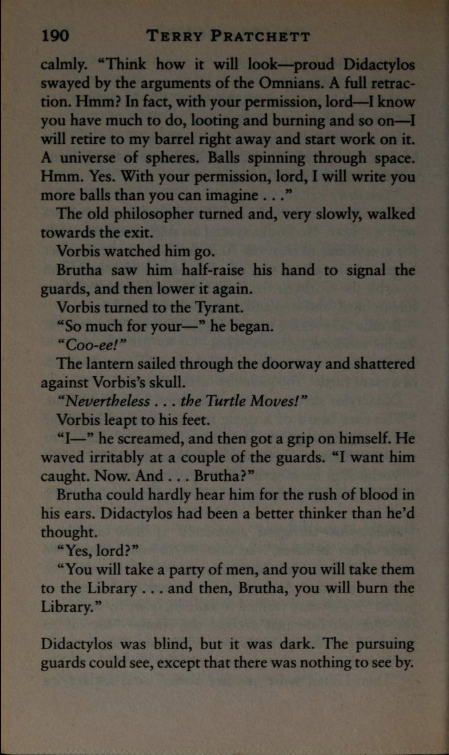 190 TERRY PRATCHETT
calmly. “Think how it will look—proud Didactylos
swayed by the arguments of the Omnians. A full retrac-
tion. Hmm? In fact, with your permission, lord—I know
you have much to do, looting and burning and so on—I
will retire to my barrel right away and start work on it.
A universe of spheres. Balls spinning through space.
Hmm. Yes. With your permission, lord, I will write you
more balls than you can imagine . . .”
The old philosopher turned and, very slowly, walked
towards the exit.
Vorbis watched him go.
Brutha saw him half-raise his hand to signal the
guards, and then lower it again.
Vorbis turned to the Tyrant.
“So much for your—” he began.
“Coo-ee!”
The lantern sailed through the doorway and shattered
against Vorbis’s skull.
“Nevertheless . . . the Turtle Moves!”
Vorbis leapt to his feet.
“I—” he screamed, and then got a grip on himself. He
waved irritably at a couple of the guards. “I want him
caught. Now. And . . . Brutha?”
Brutha could hardly hear him for the rush of blood in
his ears. Didactylos had been a better thinker than he’d
thought.
“Yes, lord?”
“You will take a party of men, and you will take them
to the Library . . . and then, Brutha, you will burn the
Library.”
Didactylos was blind, but it was dark. The pursuing
guards could see, except that there was nothing to see by.